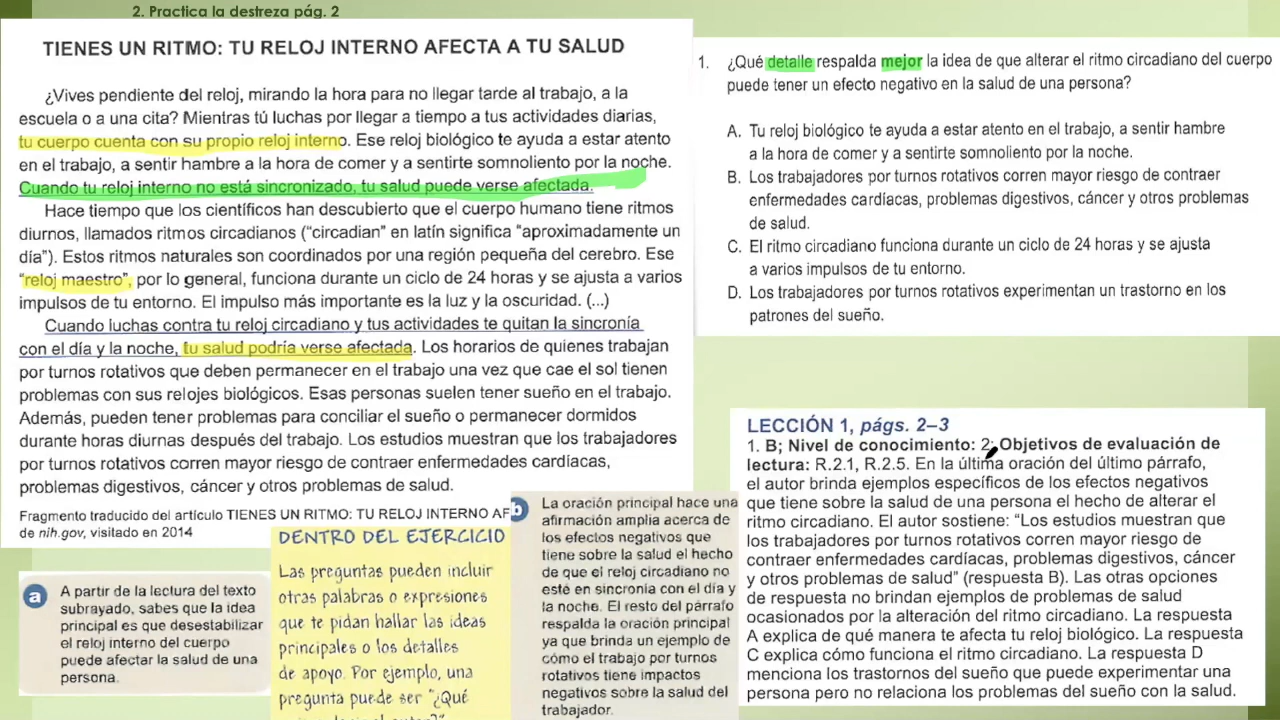 2. Practica la destreza pág. 2
TIENES UN RITMO: TU RELOJ INTERNO AFECTA A TU SALUD
¿Vives pendiente del reloj, mirando la hora para no llegar tarde al trabajo, a la
escuela o a una cita? Mientras tú luchas por llegar a tiempo a tus actividades diarias,
tu cuerpo cuenta con su propio reloj interno. Ese reloj biológico te ayuda a estar atento
en el trabajo, a sentir hambre a la hora de comer y a sentirte somnoliento por la noche.
Cuando tu reloj interno no está sincronizado, tu salud puede verse afectada.
Hace tiempo que los científicos han descubierto que el cuerpo humano tiene ritmos
diurnos, llamados ritmos circadianos ("circadian" en latín significa "aproximadamente un
día"). Estos ritmos naturales son coordinados por una región pequeña del cerebro. Ese
"reloj maestro", por lo general, funciona durante un ciclo de 24 horas y se ajusta a varios
impulsos de tu entorno. El impulso más importante es la luz y la oscuridad. (...)
Cuando luchas contra tu reloj circadiano y tus actividades te quitan la sincronía
con el día y la noche, tu salud podría verse afectada. Los horarios de quienes trabajan
por turnos rotativos que deben permanecer en el trabajo una vez que cae el sol tienen
problemas con sus relojes biológicos. Esas personas suelen tener sueño en el trabajo.
Además, pueden tener problemas para conciliar el sueño o permanecer dormidos
durante horas diurnas después del trabajo. Los estudios muestran que los trabajadores
por turnos rotativos corren mayor riesgo de contraer enfermedades cardíacas,
problemas digestivos, cáncer y otros problemas de salud.
Fragmento traducido del artículo TIENES UN RITMO: TU RELOJ INTERNO AF
de nih.gov, visitado en 2014
1. ¿Qué detalle respalda mejor la idea de que alterar el ritmo circadiano del cuerpo
puede tener un efecto negativo en la salud de una persona?
A. Tu reloj biológico te ayuda a estar atento en el trabajo, a sentir hambre
a la hora de comer y a sentirte somnoliento por la noche.
B. Los trabajadores por turnos rotativos corren mayor riesgo de contraer
enfermedades cardíacas, problemas digestivos, cáncer y otros problemas
de salud.
C. El ritmo circadiano funciona durante un ciclo de 24 horas y se ajusta
a varios impulsos de tu entorno.
D. Los trabajadores por turnos rotativos experimentan un trastorno en los
patrones del sueño.
a A partir de la lectura del texto
subrayado, sabes que la idea
principal es que desestabilizar
el reloj interno del cuerpo
puede afectar la salud de una
persona.
DENTRO DEL EJERCICIO
Las preguntas pueden incluir
otras palabras o expresiones
que te pidan hallar las ideas
principales o los detalles
de apoyo. Por ejemplo, una
pregunta puede ser "¿Qué
b La oración principal hace una
afirmación amplia acerca de
los efectos negativos que
tiene sobre la salud el hecho
de que el reloj circadiano no
esté en sincronía con el día y
la noche. El resto del párrafo
respalda la oración principal
ya que brinda un ejemplo de
cómo el trabajo por turnos
rotativos tiene impactos
negativos sobre la salud del
trabajador.
LECCIÓN 1, págs. 2–3
1. B; Nivel de conocimiento: 2; Objetivos de evaluación de
lectura: R.2.1, R.2.5. En la última oración del último párrafo,
el autor brinda ejemplos específicos de los efectos negativos
que tiene sobre la salud de una persona el hecho de alterar el
ritmo circadiano. El autor sostiene: "Los estudios muestran que
los trabajadores por turnos rotativos corren mayor riesgo de
contraer enfermedades cardíacas, problemas digestivos, cáncer
y otros problemas de salud" (respuesta B). Las otras opciones
de respuesta no brindan ejemplos de problemas de salud
ocasionados por la alteración del ritmo circadiano. La respuesta
A explica de qué manera te afecta tu reloj biológico. La respuesta
C explica cómo funciona el ritmo circadiano. La respuesta D
menciona los trastornos del sueño que puede experimentar una
persona pero no relaciona los problemas del sueño con la salud.